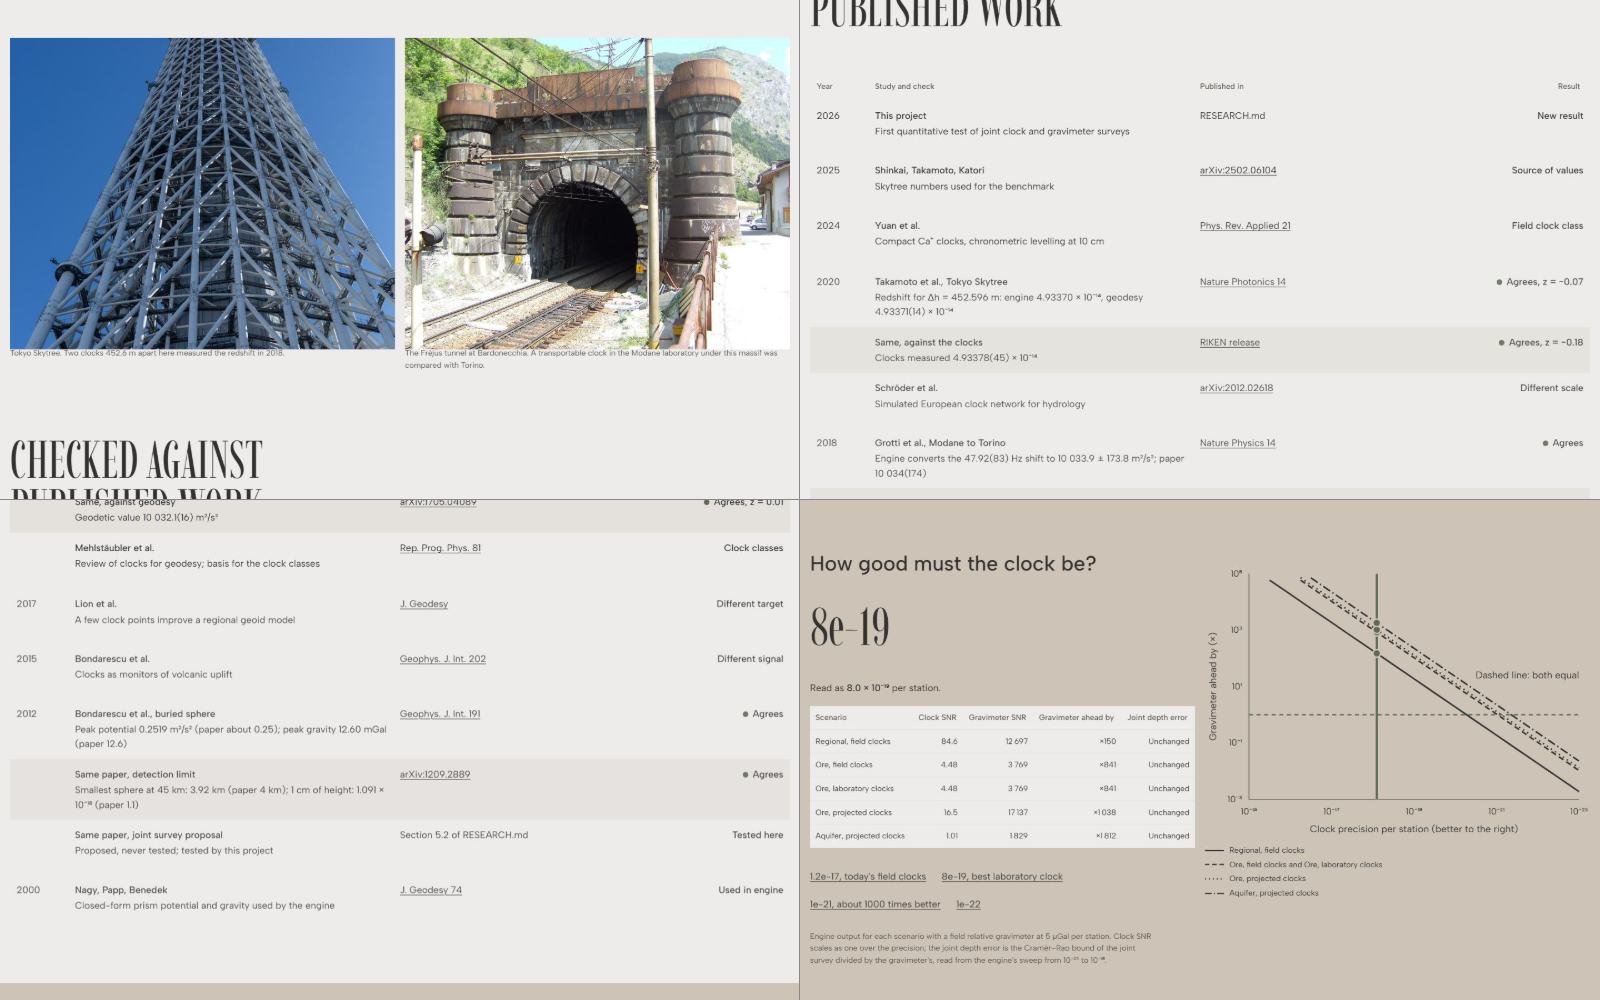 Tokyo Skytree. Two clocks 452.6 m apart here measured the redshift in 2018.
The Fréjus tunnel at Bardonecchia. A transportable clock in the Modane laboratory under this massif was
compared with Torino.
CHECKED AGAINST
PUBLISHED WORK
PUBLISHED WORK
Year Study and check Published in Result
2026 This project RESEARCH.md New result
First quantitative test of joint clock and gravimeter surveys
2025 Shinkai, Takamoto, Katori arXiv:2502.06104 Source of values
Skytree numbers used for the benchmark
2024 Yuan et al. Phys. Rev. Applied 21 Field clock class
Compact Ca⁺ clocks, chronometric levelling at 10 cm
2020 Takamoto et al., Tokyo Skytree Nature Photonics 14 Agrees, z = −0.07
Redshift for Δh = 452.596 m: engine 4.93370 × 10⁻¹⁴, geodesy
4.93371(14) × 10⁻¹⁴
Same, against the clocks RIKEN release Agrees, z = −0.18
Clocks measured 4.93378(45) × 10⁻¹⁴
Schröder et al. arXiv:2012.02618 Different scale
Simulated European clock network for hydrology
2018 Grotti et al., Modane to Torino Nature Physics 14 Agrees
Engine converts the 47.92(83) Hz shift to 10 033.9 ± 173.8 m²/s²; paper
10 034(174)
Same, against geodesy arXiv:1705.04089 Agrees, z = 0.01
Geodetic value 10 032.1(16) m²/s²
Mehlstäubler et al. Rep. Prog. Phys. 81 Clock classes
Review of clocks for geodesy; basis for the clock classes
2017 Lion et al. J. Geodesy Different target
A few clock points improve a regional geoid model
2015 Bondarescu et al. Geophys. J. Int. 202 Different signal
Clocks as monitors of volcanic uplift
2012 Bondarescu et al., buried sphere Geophys. J. Int. 191 Agrees
Peak potential 0.2519 m²/s² (paper about 0.25); peak gravity 12.60 mGal
(paper 12.6)
Same paper, detection limit arXiv:1209.2889 Agrees
Smallest sphere at 45 km: 3.92 km (paper 4 km); 1 cm of height: 1.091 ×
10⁻¹⁸ (paper 1.1)
Same paper, joint survey proposal Section 5.2 of RESEARCH.md Tested here
Proposed, never tested; tested by this project
2000 Nagy, Papp, Benedek J. Geodesy 74 Used in engine
Closed-form prism potential and gravity used by the engine
How good must the clock be?
8e-19
Read as 8.0 × 10⁻¹⁹ per station.
Scenario Clock SNR Gravimeter SNR Gravimeter ahead by Joint depth error
Regional, field clocks 84.6 12 697 ×150 Unchanged
Ore, field clocks 4.48 3 769 ×841 Unchanged
Ore, laboratory clocks 4.48 3 769 ×841 Unchanged
Ore, projected clocks 16.5 17 137 ×1 038 Unchanged
Aquifer, projected clocks 1.01 1 829 ×1 812 Unchanged
1.2e-17, today's field clocks 8e-19, best laboratory clock
1e-21, about 1000 times better 1e-22
Engine output for each scenario with a field relative gravimeter at 5 µGal per station. Clock SNR
scales as one over the precision; the joint depth error is the Cramér–Rao bound of the joint
survey divided by the gravimeter's, read from the engine's sweep from
Gravimeter ahead by (×)
10³
10¹
10⁻¹
10⁻³
Dashed line: both equal
10⁻¹⁷ 10⁻¹⁹ 10⁻²¹ 10⁻²³
Clock precision per station (better to the right)
Regional, field clocks
Ore, field clocks and Ore, laboratory clocks
Ore, projected clocks
Aquifer, projected clocks